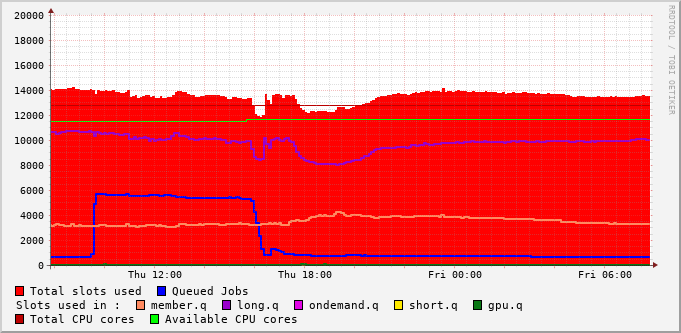 RRDTOOL / TOBI OETIKER
20000
18000
16000
14000
12000
10000
8000
6000
4000
2000
0
Thu 12:00 Thu 18:00 Fri 00:00 Fri 06:00
Total slots used Queued Jobs
Slots used in : member.q long.q ondemand.q short.q gpu.q
Total CPU cores Available CPU cores